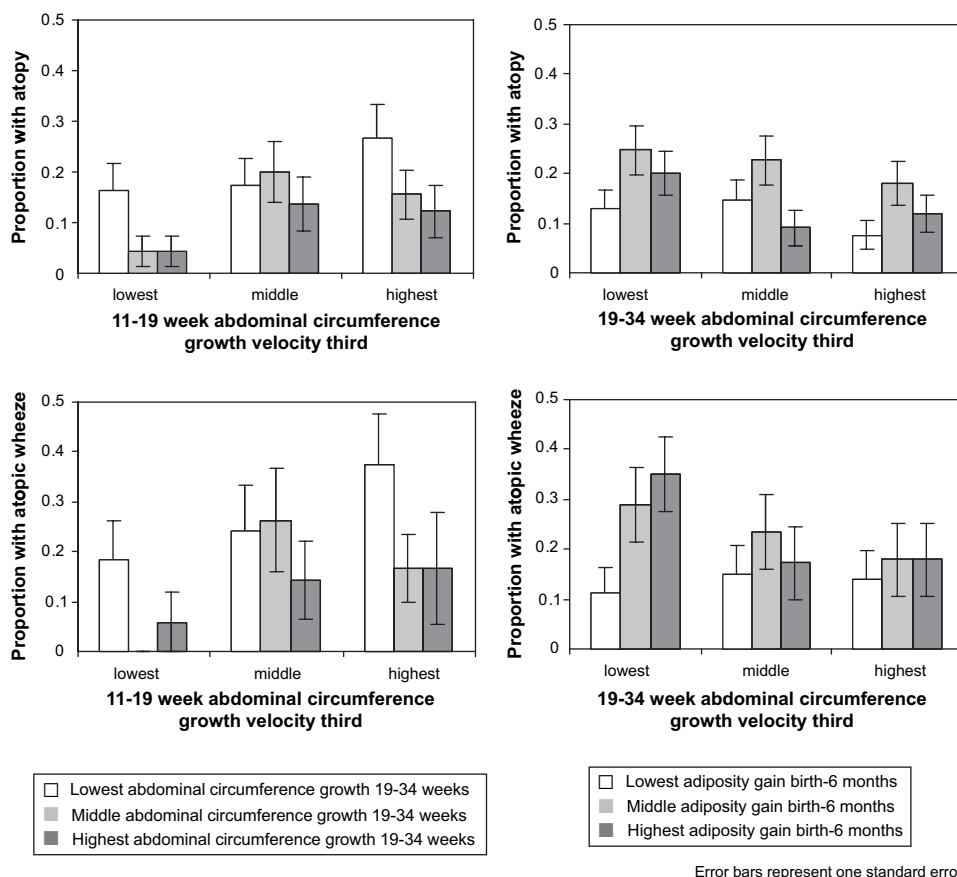 0.5
0.4
0.3
0.2
0.1
0
Proportion with atopy
lowest middle highest
11-19 week abdominal circumference
growth velocity third
0.5
0.4
0.3
0.2
0.1
0
Proportion with atopy
lowest middle highest
19-34 week abdominal circumference
growth velocity third
0.5
0.4
0.3
0.2
0.1
0
Proportion with atopic wheeze
lowest middle highest
11-19 week abdominal circumference
growth velocity third
0.5
0.4
0.3
0.2
0.1
0
Proportion with atopic wheeze
lowest middle highest
19-34 week abdominal circumference
growth velocity third
Lowest abdominal circumference growth 19-34 weeks
Middle abdominal circumference growth 19-34 weeks
Highest abdominal circumference growth 19-34 weeks
Lowest adiposity gain birth-6 months
Middle adiposity gain birth-6 months
Highest adiposity gain birth-6 months
Error bars represent one standard erro